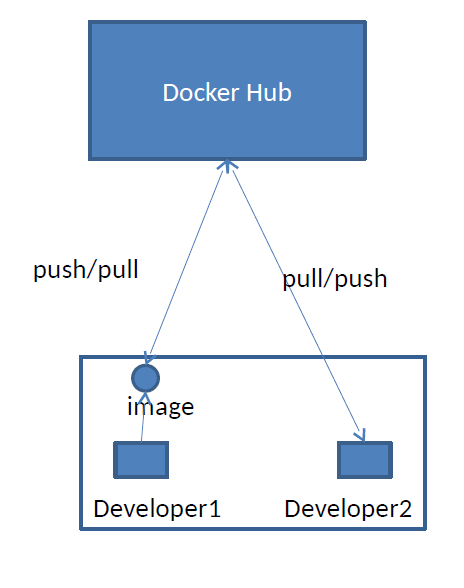 Docker Hub
push/pull
pull/push
image
Developer1
Developer2